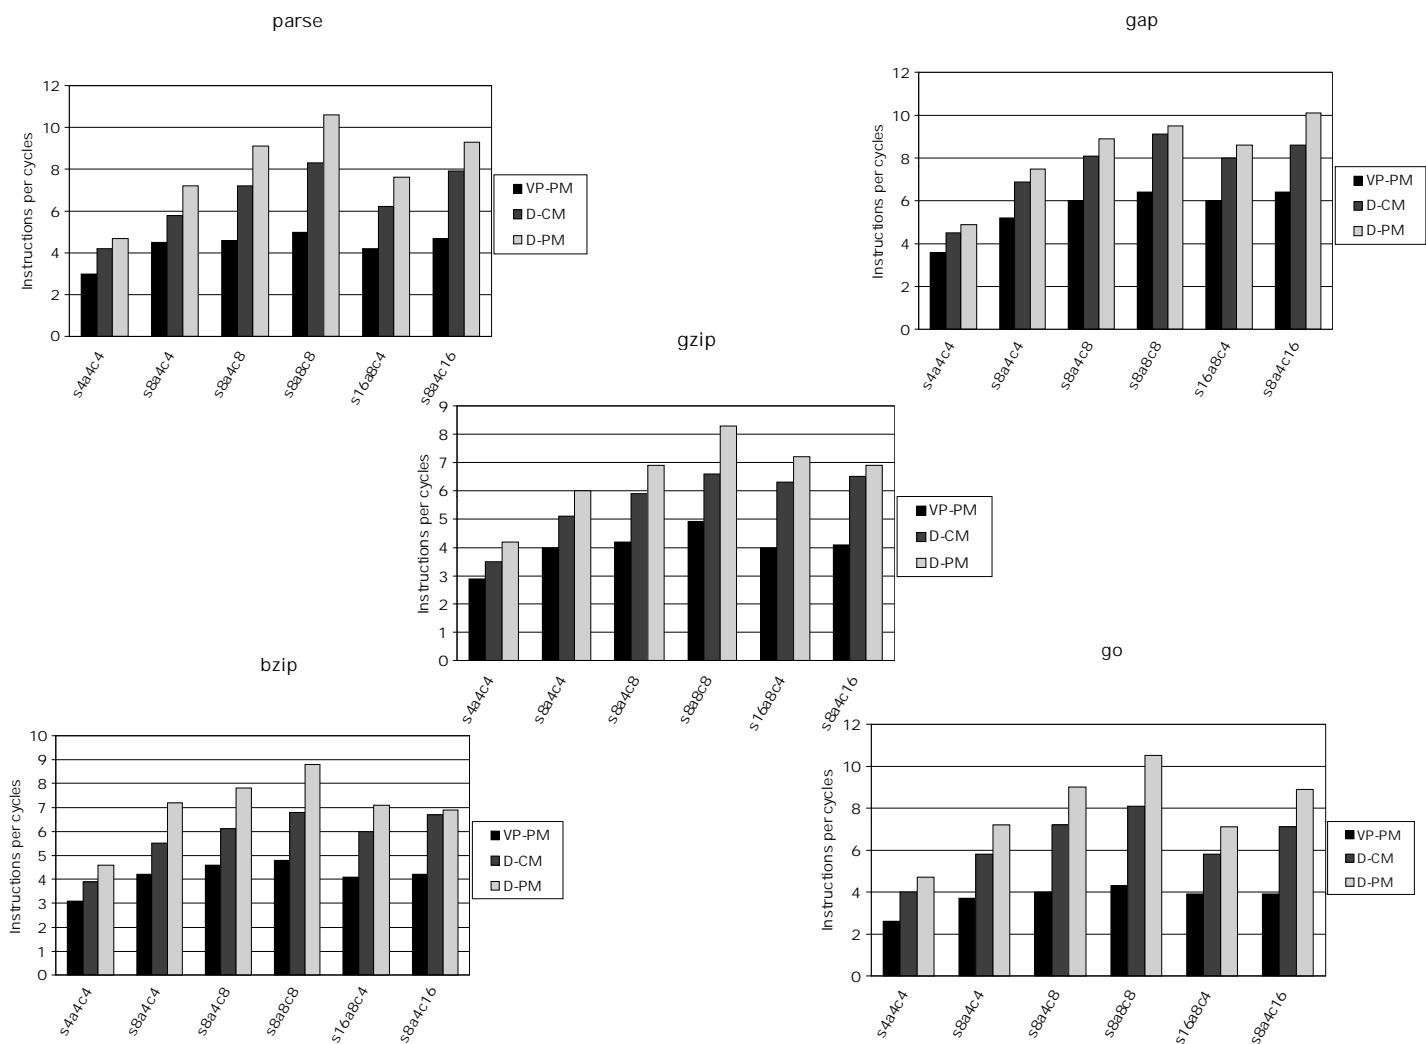 parse
12
10
8
6
4
2
0
Instructions per cycles
s4a4c4
s8a4c4
s8a4c8
s8a8c8
s16a8c4
s8a4c16
VP-PM
D-CM
D-PM
gap
12
10
8
6
4
2
0
Instructions per cycles
s4a4c4
s8a4c4
s8a4c8
s8a8c8
s16a8c4
s8a4c16
VP-PM
D-CM
D-PM
gzip
9
8
7
6
5
4
3
2
1
0
Instructions per cycles
s4a4c4
s8a4c4
s8a4c8
s8a8c8
s16a8c4
s8a4c16
VP-PM
D-CM
D-PM
bzip
10
9
8
7
6
5
4
3
2
1
0
Instructions per cycles
s4a4c4
s8a4c4
s8a4c8
s8a8c8
s16a8c4
s8a4c16
VP-PM
D-CM
D-PM
go
12
10
8
6
4
2
0
Instructions per cycles
s4a4c4
s8a4c4
s8a4c8
s8a8c8
s16a8c4
s8a4c16
VP-PM
D-CM
D-PM